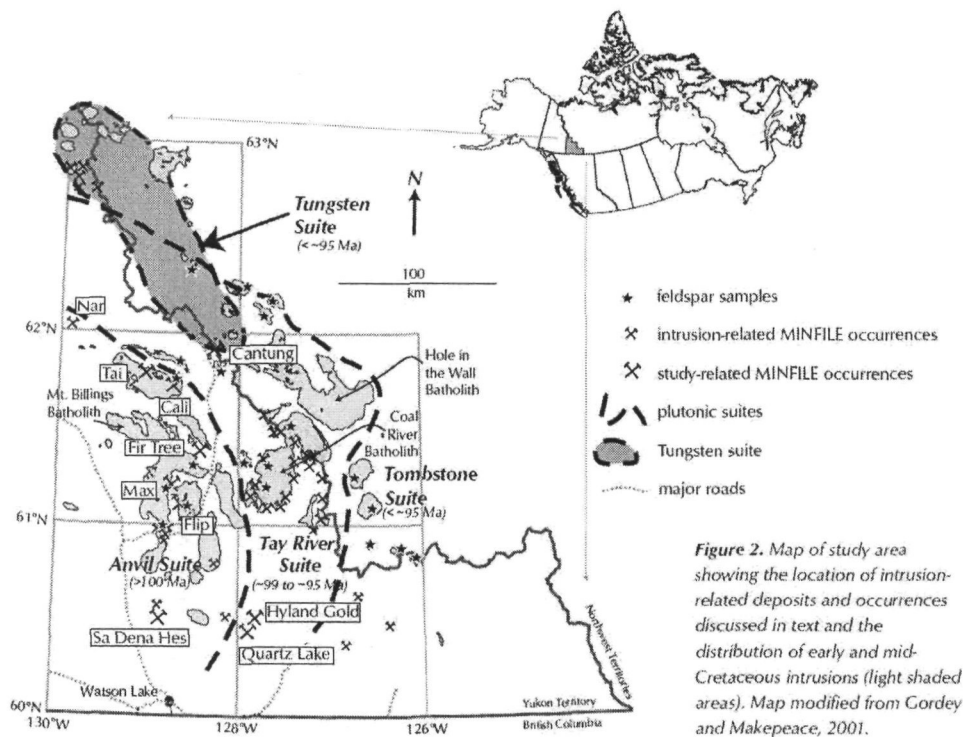 63°N
N
Tungsten
Suite
(< ~95 Ma)
100
km
Nar
62°N
Cantung
Tai
Hole in
the Wall
Batholith
Mt. Billings
Batholith
Cali
Coal
River
Batholith
Fir Tree
Tombstone
Suite
(< ~95 Ma)
Max
61°N
Flip
Tay River
Suite
(~99 to ~95 Ma)
Anvil Suite
(>100 Ma)
Hyland Gold
Sa Dena Hes
Quartz Lake
Watson Lake
60°N
130°W
128°W
126°W
Yukon Territory
British Columbia
Northwest Territories
feldspar samples
intrusion-related MINFILE occurrences
study-related MINFILE occurrences
plutonic suites
Tungsten suite
major roads
Figure 2. Map of study area
showing the location of intrusion-
related deposits and occurrences
discussed in text and the
distribution of early and mid-
Cretaceous intrusions (light shaded
areas). Map modified from Gordey
and Makepeace, 2001.